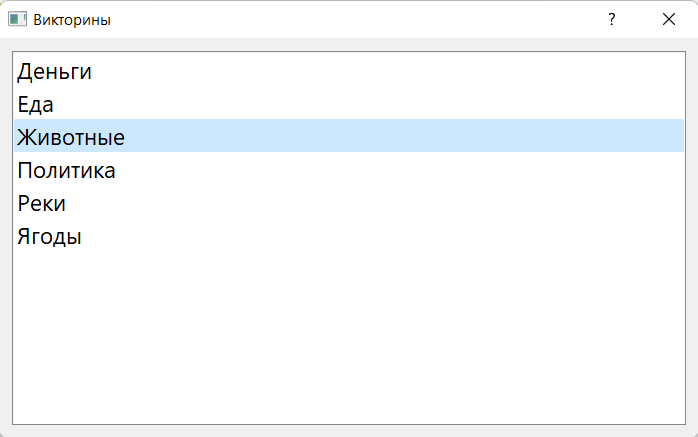 Викторины ?
Деньги
Еда
Животные
Политика
Реки
Ягоды